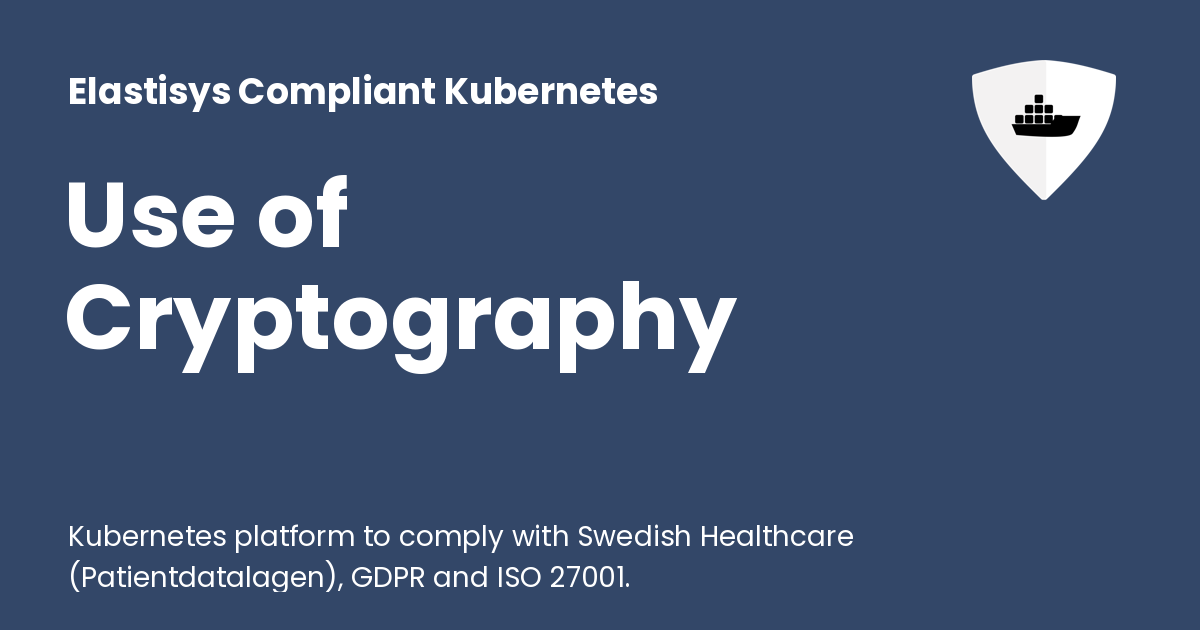 Elastisys Compliant Kubernetes
Use of
Cryptography
Kubernetes platform to comply with Swedish Healthcare
(Patientdatalagen), GDPR and ISO 27001.